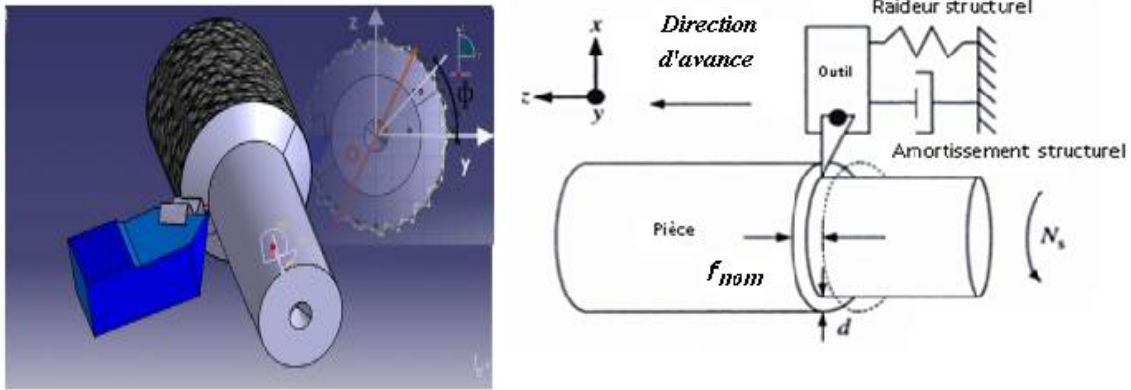 z
ϕ
y
Raideur structurel
Direction
d'avance
x
z
y
Outil
Amortissement structurel
Pièce
f_nom
N_s
d